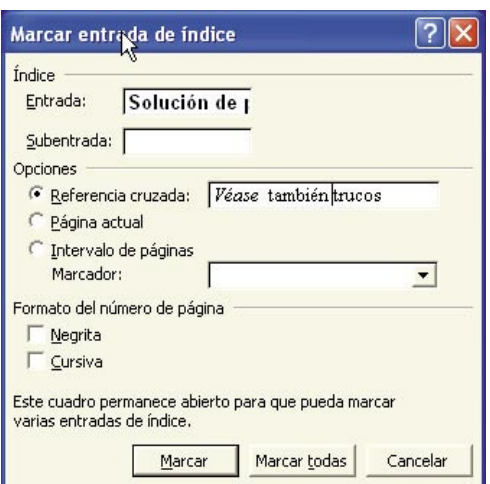 Marcar entrada de índice
Índice
Entrada: Solución de p
Subentrada:
Opciones
Referencia cruzada: Véase también trucos
Página actual
Intervalo de páginas
Marcador:
Formato del número de página
Negrita
Cursiva
Este cuadro permanece abierto para que pueda marcar
varias entradas de índice.
Marcar Marcar todas Cancelar